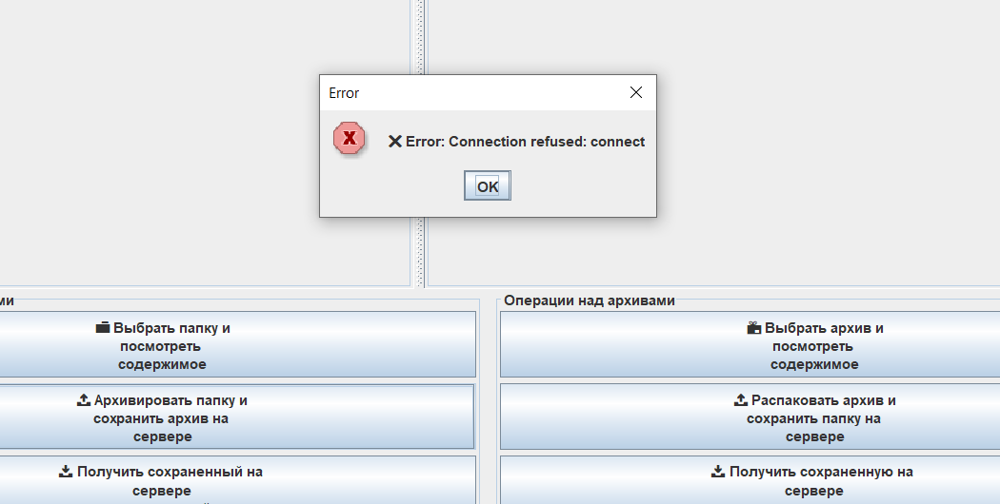 Error
Error: Connection refused: connect
OK
ми
Операции над архивами
Выбрать папку и
посмотреть
содержимое
Выбрать архив и
посмотреть
содержимое
Архивировать папку и
сохранить архив на
сервере
Распаковать архив и
сохранить папку на
сервере
Получить сохраненный на
сервере
Получить сохраненную на
сервере